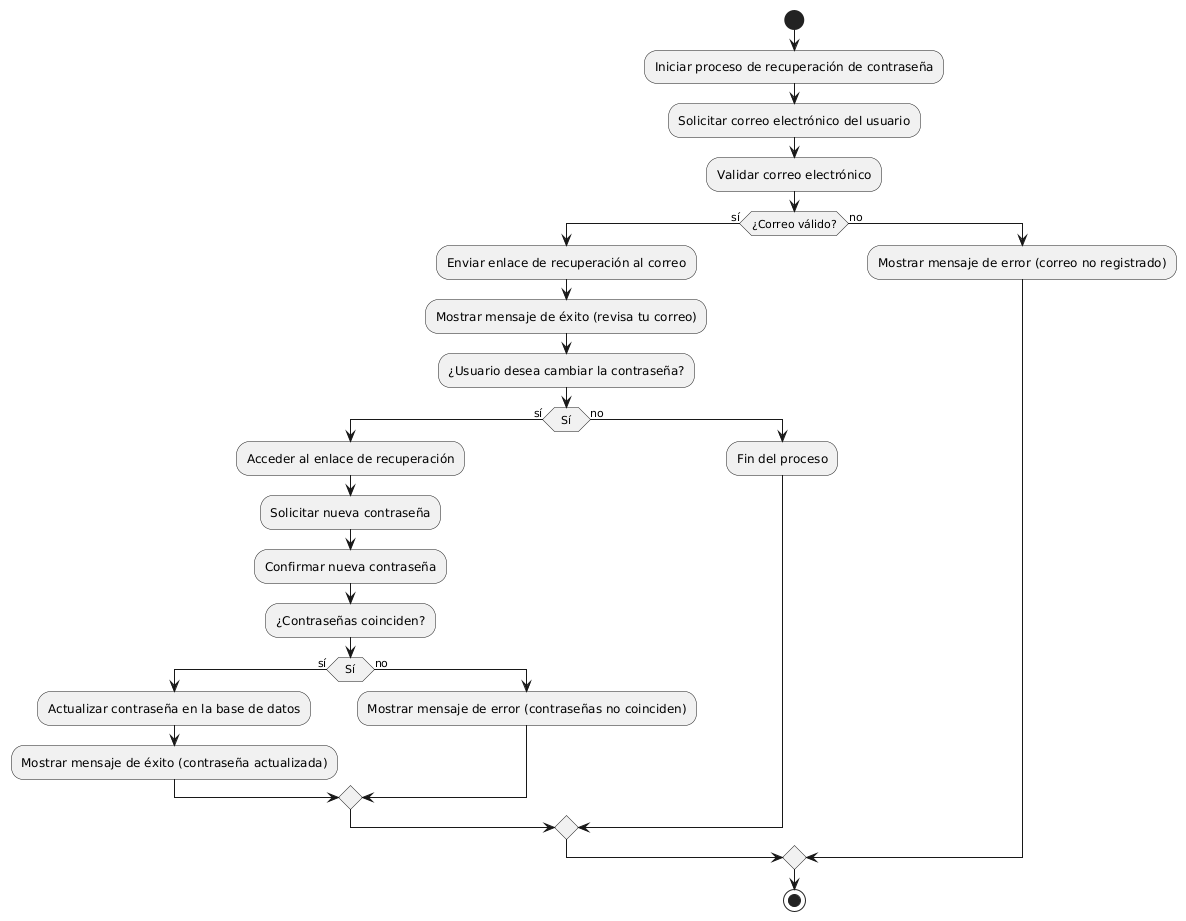 Iniciar proceso de recuperación de contraseña
Solicitar correo electrónico del usuario
Validar correo electrónico
sí
¿Correo válido?
no
Enviar enlace de recuperación al correo
Mostrar mensaje de error (correo no registrado)
Mostrar mensaje de éxito (revisa tu correo)
¿Usuario desea cambiar la contraseña?
sí
Sí
no
Acceder al enlace de recuperación
Fin del proceso
Solicitar nueva contraseña
Confirmar nueva contraseña
¿Contraseñas coinciden?
sí
Sí
no
Actualizar contraseña en la base de datos
Mostrar mensaje de error (contraseñas no coinciden)
Mostrar mensaje de éxito (contraseña actualizada)